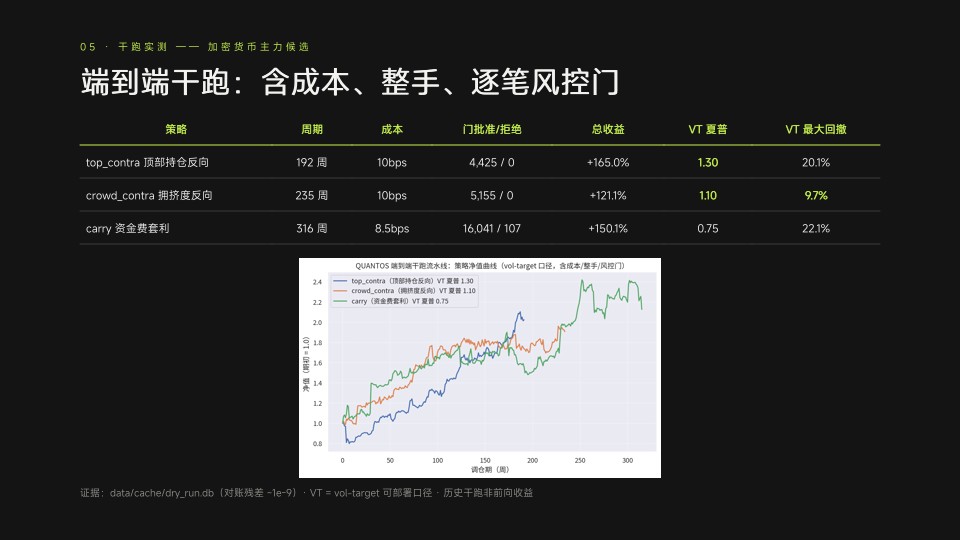 05 · 干跑实测 —— 加密货币主力候选
端到端干跑：含成本、整手、逐笔风控门
策略 周期 成本 门批准/拒绝 总收益 VT 夏普 VT 最大回撤
top_contra 顶部持仓反向 192 周 10bps 4,425 / 0 +165.0% 1.30 20.1%
crowd_contra 拥挤度反向 235 周 10bps 5,155 / 0 +121.1% 1.10 9.7%
carry 资金费套利 316 周 8.5bps 16,041 / 107 +150.1% 0.75 22.1%
QUANTOS 端到端干跑流水线：策略净值曲线（vol-target 口径，含成本/整手/风控门）
top_contra（顶部持仓反向）VT 夏普 1.30
crowd_contra（拥挤度反向）VT 夏普 1.10
carry（资金费套利）VT 夏普 0.75
净值（期初 = 1.0）
2.4
2.2
2.0
1.8
1.6
1.4
1.2
1.0
0.8
0 50 100 150 200 250 300
调仓期（周）
证据：data/cache/dry_run.db（对账残差 ~1e-9）· VT = vol-target 可部署口径 · 历史干跑非前向收益